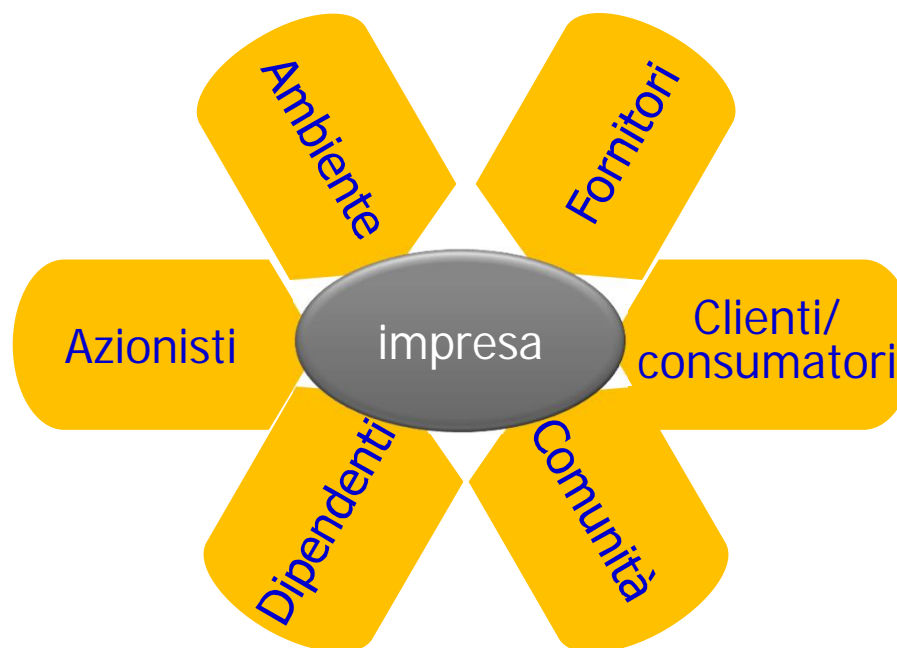 Ambiente
Fornitori
Azionisti
impresa
Clienti/
consumatori
Dipendenti
Comunità